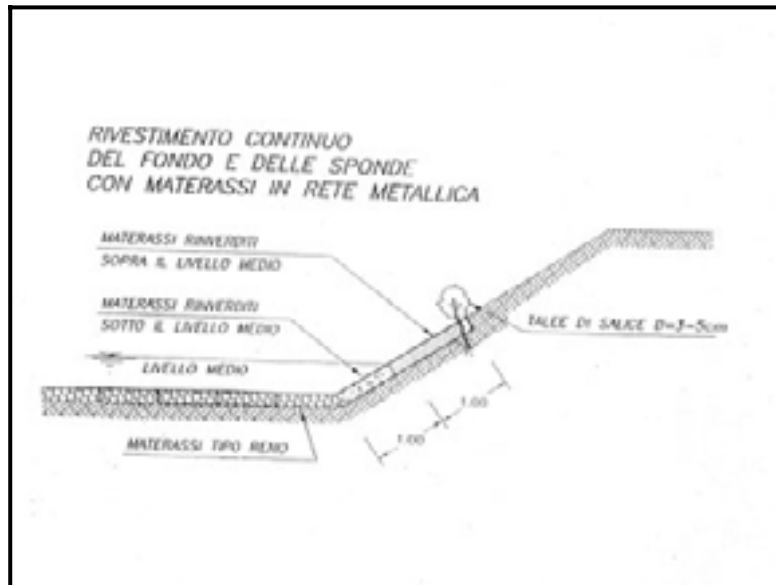 RIVESTIMENTO CONTINUO
DEL FONDO E DELLE SPONDE
CON MATERASSI IN RETE METALLICA
MATERASSI RINVERDITI
SOPRA IL LIVELLO MEDIO
MATERASSI RINVERDITI
SOTTO IL LIVELLO MEDIO
TALEE DI SALICE D=3-5cm
LIVELLO MEDIO
1.00
1.00
MATERASSI TIPO RENO